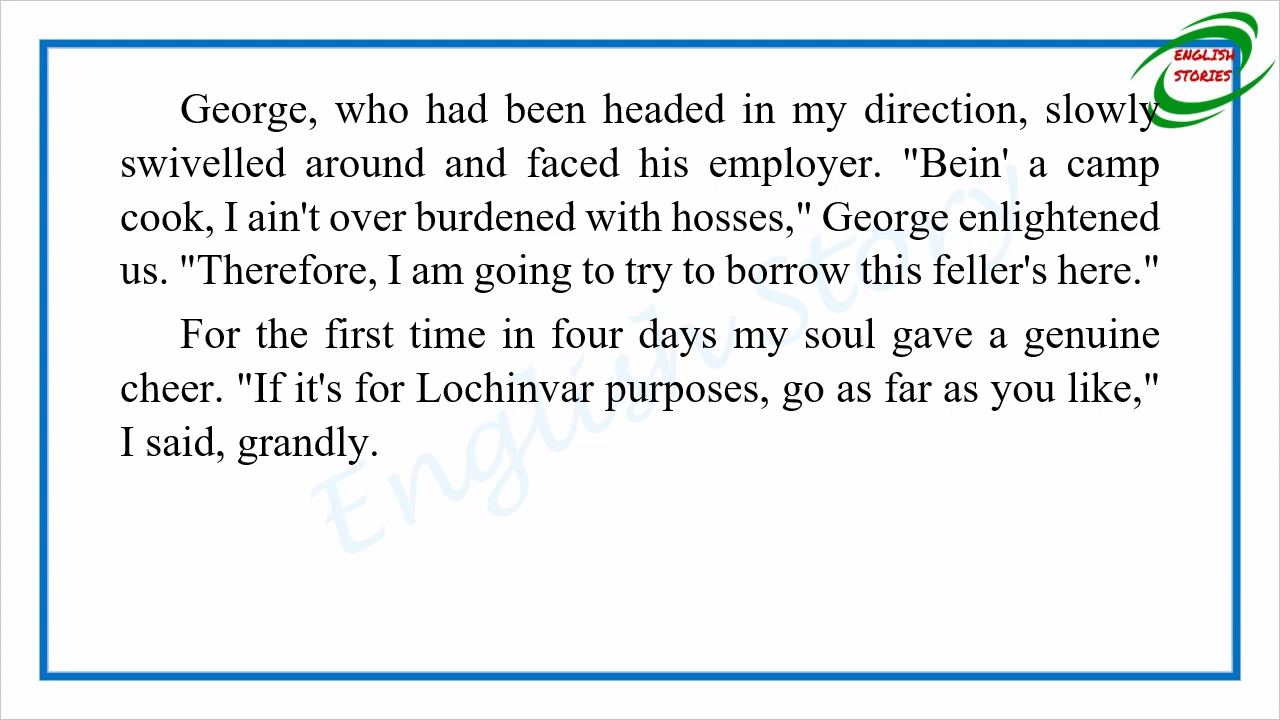 ENGLISH
STORIES
George, who had been headed in my direction, slowly
swivelled around and faced his employer. "Bein' a camp
cook, I ain't over burdened with hosses," George enlightened
us. "Therefore, I am going to try to borrow this feller's here."
For the first time in four days my soul gave a genuine
cheer. "If it's for Lochinvar purposes, go as far as you like,"
I said, grandly.
English Story